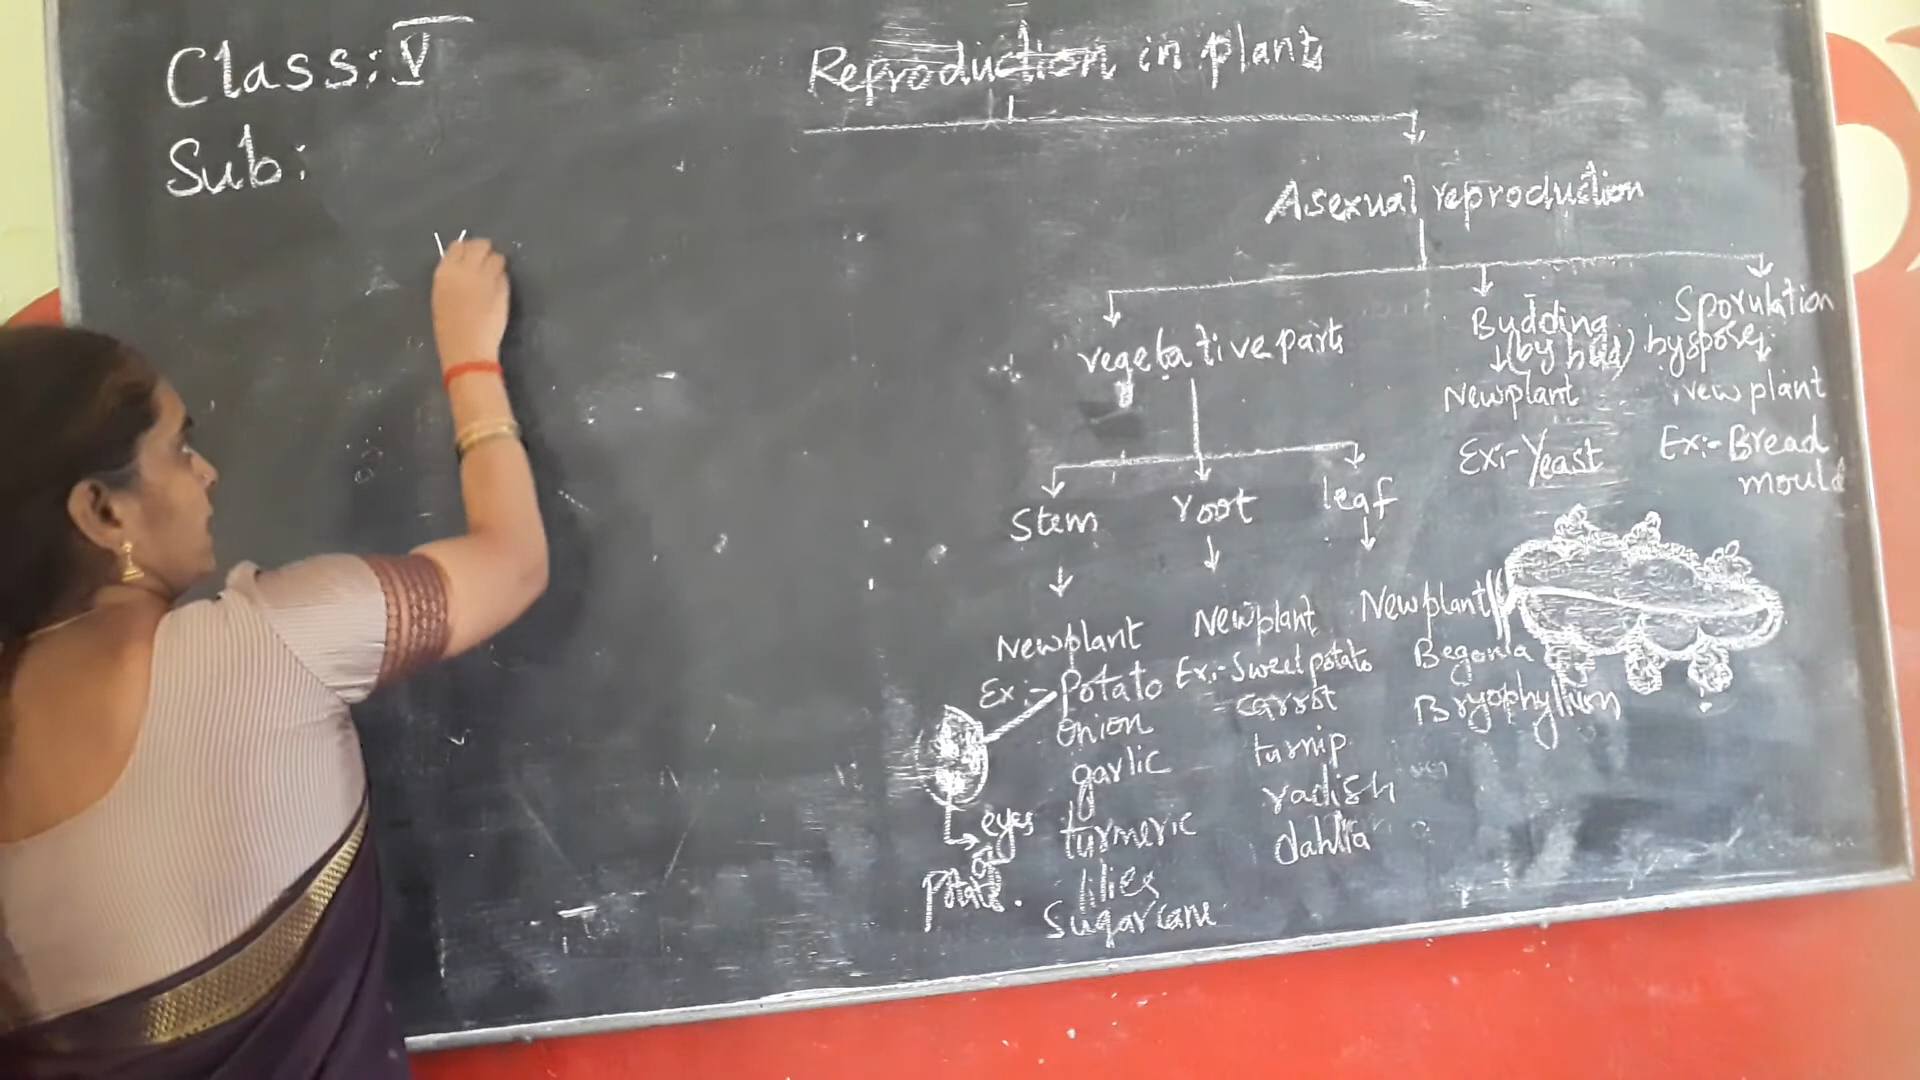 Class: V
Sub:
V
Reproduction in plant
Asexual reproduction
vegetative parts
Budding
(by bud)
New plant
Ex:- Yeast
Sporulation
by spores
New plant
Ex:- Bread
mould
Stem
root
leaf
New plant
Ex:- Potato
onion
garlic
turmeric
lilies
Sugarcane
New plant
Ex:- Sweet potato
carrot
turnip
radish
dahlia
New plant
Begonia
Bryophyllum
eyes
of
Potato.